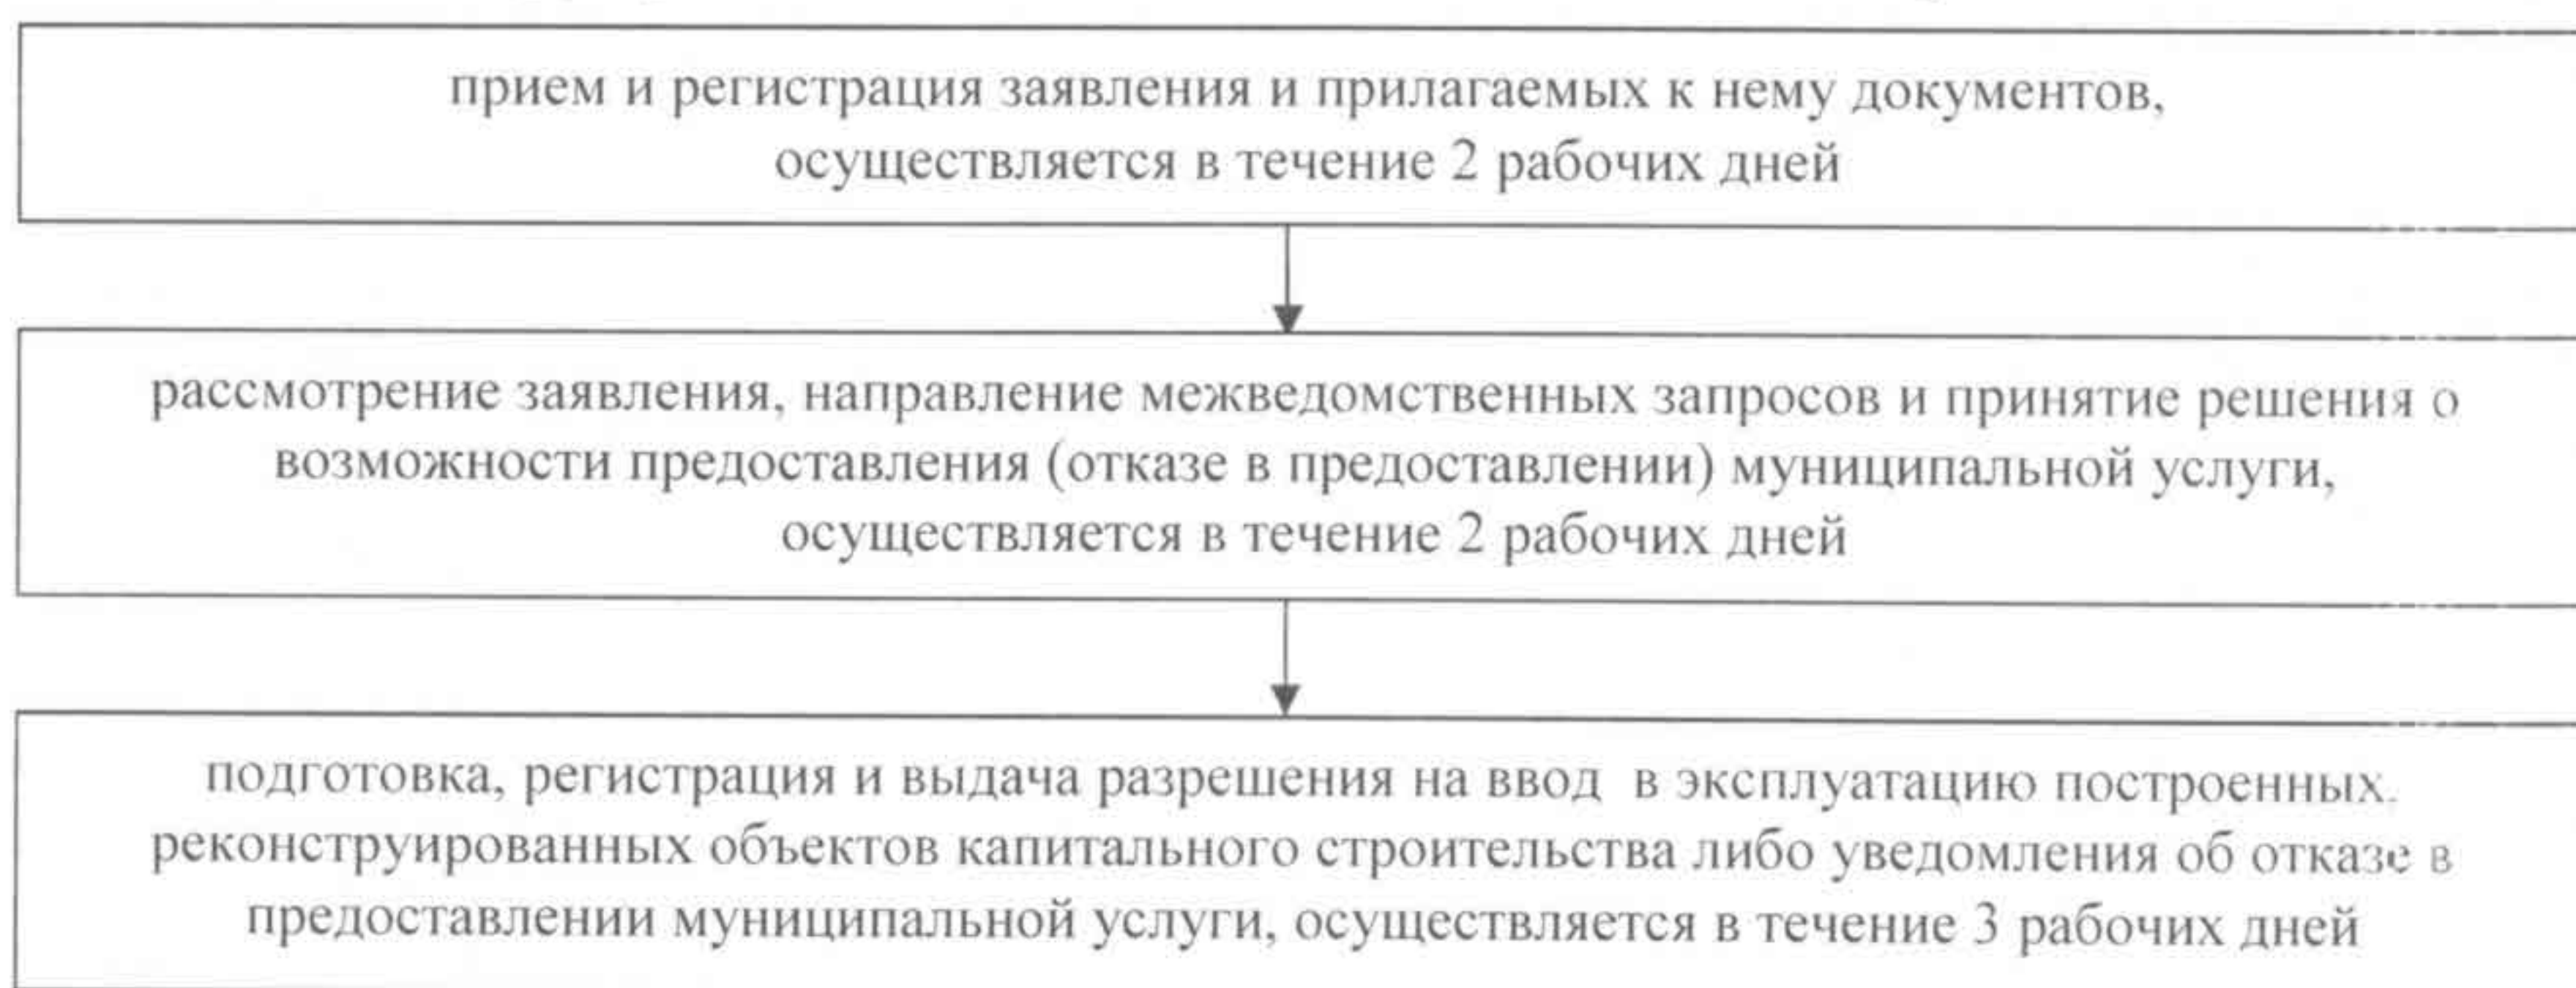 прием и регистрация заявления и прилагаемых к нему документов,
осуществляется в течение 2 рабочих дней
рассмотрение заявления, направление межведомственных запросов и принятие решения о
возможности предоставления (отказе в предоставлении) муниципальной услуги,
осуществляется в течение 2 рабочих дней
подготовка, регистрация и выдача разрешения на ввод в эксплуатацию построенных.
реконструированных объектов капитального строительства либо уведомления об отказе в
предоставлении муниципальной услуги, осуществляется в течение 3 рабочих дней